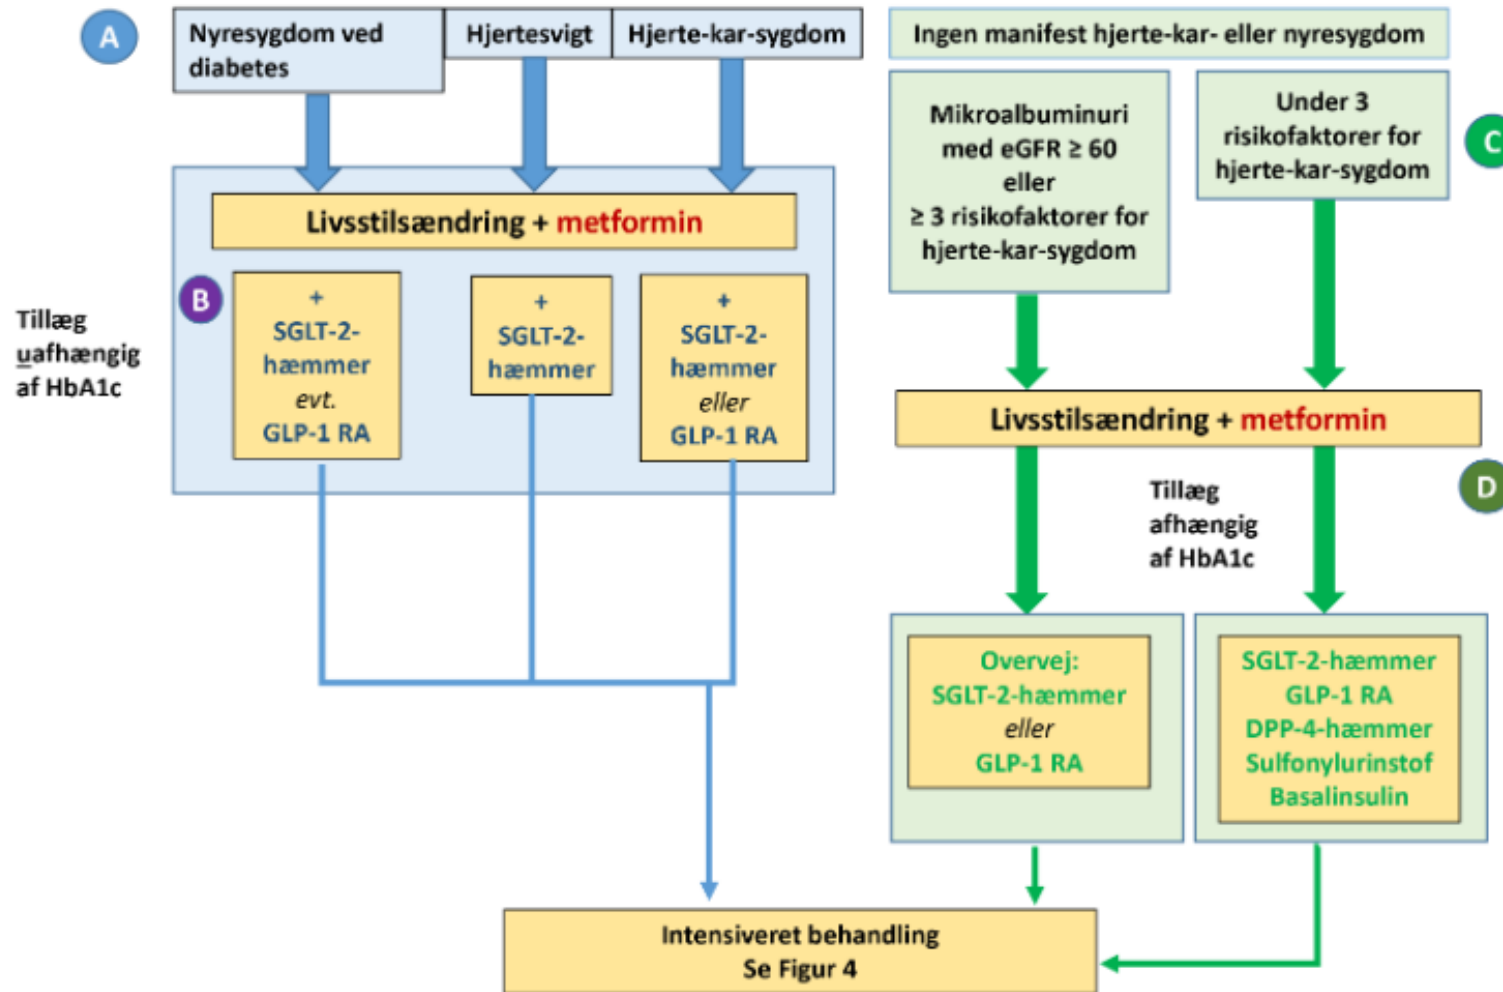 A
Nyresygdom ved
diabetes
Hjertesvigt
Hjerte-kar-sygdom
Livsstilsændring + metformin
B
Tillæg
uafhængig
af HbA1c
+
SGLT-2-
hæmmer
evt.
GLP-1 RA
+
SGLT-2-
hæmmer
+
SGLT-2-
hæmmer
eller
GLP-1 RA
Ingen manifest hjerte-kar- eller nyresygdom
Mikroalbuminuri
med eGFR ≥ 60
eller
≥ 3 risikofaktorer for
hjerte-kar-sygdom
Under 3
risikofaktorer for
hjerte-kar-sygdom
C
Livsstilsændring + metformin
D
Tillæg
afhængig
af HbA1c
Overvej:
SGLT-2-hæmmer
eller
GLP-1 RA
SGLT-2-hæmmer
GLP-1 RA
DPP-4-hæmmer
Sulfonylurinstof
Basalinsulin
Intensiveret behandling
Se Figur 4